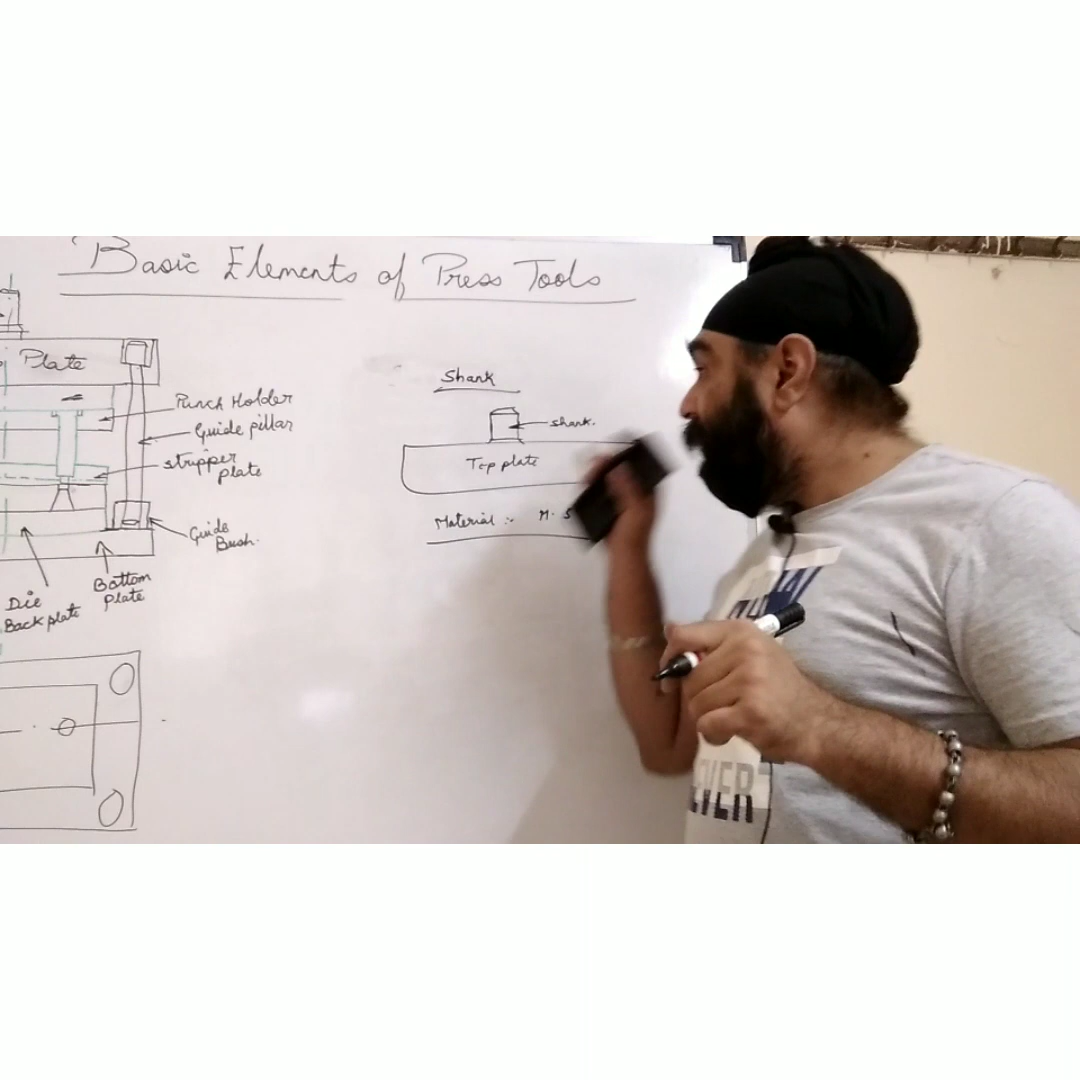 Basic Elements of Press Tools
Plate
Punch Holder
Guide pillar
stripper
plate
Guide
Bush.
Bottom
plate
Die
Back plate
Shank
shank.
Top plate
Material :- M. S
EVER